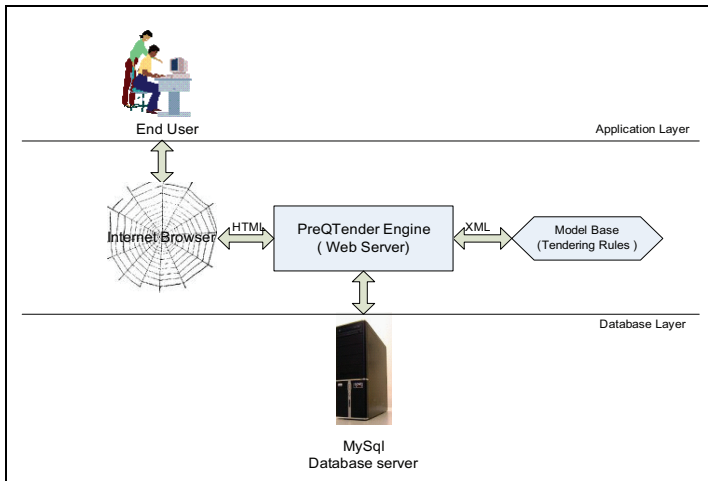 End User
Application Layer
Internet Browser
HTML
PreQTender Engine
( Web Server)
XML
Model Base
(Tendering Rules )
Database Layer
MySql
Database server